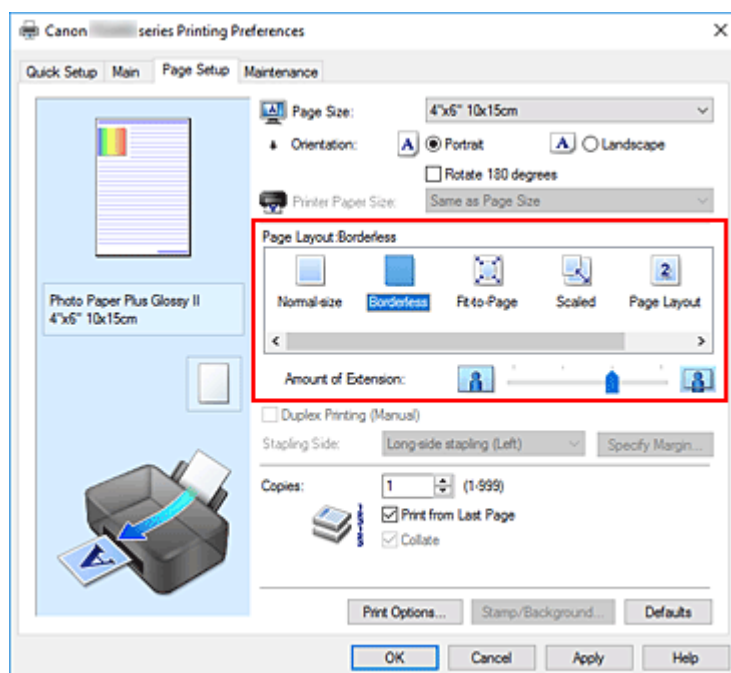 Canon series Printing Preferences
Quick Setup Main Page Setup Maintenance
Page Size: 4"x6" 10x15cm
Orientation: A Portrait A Landscape
Rotate 180 degrees
Printer Paper Size: Same as Page Size
Page Layout:Borderless
2
Normal-size Borderless Fit-to-Page Scaled Page Layout
Photo Paper Plus Glossy II
4"x6" 10x15cm
Amount of Extension:
Duplex Printing (Manual)
Stapling Side: Long-side stapling (Left) Specify Margin...
Copies: 1 (1-999)
Print from Last Page
Collate
A
Print Options... Stamp/Background... Defaults
OK Cancel Apply Help